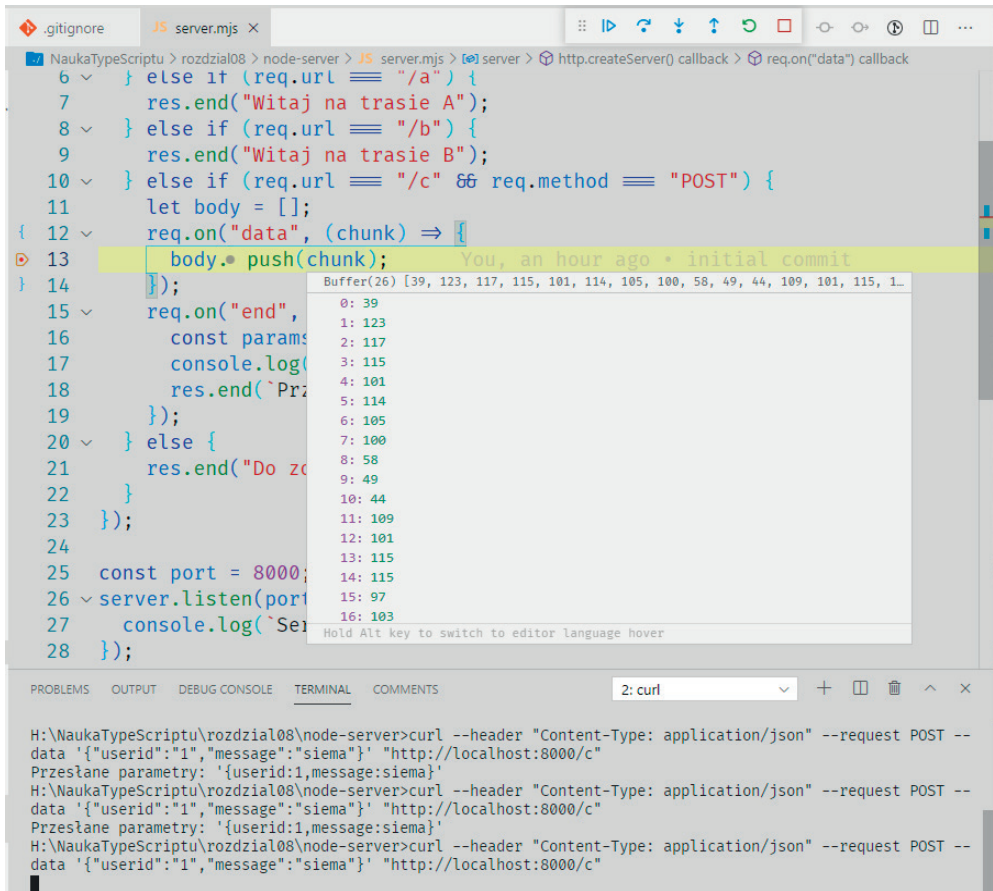 .gitignore JS server.mjs
NaukaTypeScriptu > rozdzial08 > node-server > JS server.mjs > server > http.createServer() callback > req.on("data") callback
6 } else if (req.url === "/a") {
7 res.end("Witaj na trasie A");
8 } else if (req.url === "/b") {
9 res.end("Witaj na trasie B");
10 } else if (req.url === "/c" && req.method === "POST") {
11 let body = [];
12 req.on("data", (chunk) => {
13 body. push(chunk); You, an hour ago • initial commit
14 });
15 req.on("end",
16 const params
17 console.log(
18 res.end(`Prz
19 });
20 } else {
21 res.end("Do zo
22 }
23 });
24
25 const port = 8000;
26 server.listen(port
27 console.log(`Ser
28 });
Buffer(26) [39, 123, 117, 115, 101, 114, 105, 100, 58, 49, 44, 109, 101, 115, 1…
0: 39
1: 123
2: 117
3: 115
4: 101
5: 114
6: 105
7: 100
8: 58
9: 49
10: 44
11: 109
12: 101
13: 115
14: 115
15: 97
16: 103
Hold Alt key to switch to editor language hover
PROBLEMS OUTPUT DEBUG CONSOLE TERMINAL COMMENTS 2: curl
H:\NaukaTypeScriptu\rozdzial08\node-server>curl --header "Content-Type: application/json" --request POST --
data '{"userid":"1","message":"siema"}' "http://localhost:8000/c"
Przesłane parametry: '{userid:1,message:siema}'
H:\NaukaTypeScriptu\rozdzial08\node-server>curl --header "Content-Type: application/json" --request POST --
data '{"userid":"1","message":"siema"}' "http://localhost:8000/c"
Przesłane parametry: '{userid:1,message:siema}'
H:\NaukaTypeScriptu\rozdzial08\node-server>curl --header "Content-Type: application/json" --request POST --
data '{"userid":"1","message":"siema"}' "http://localhost:8000/c"